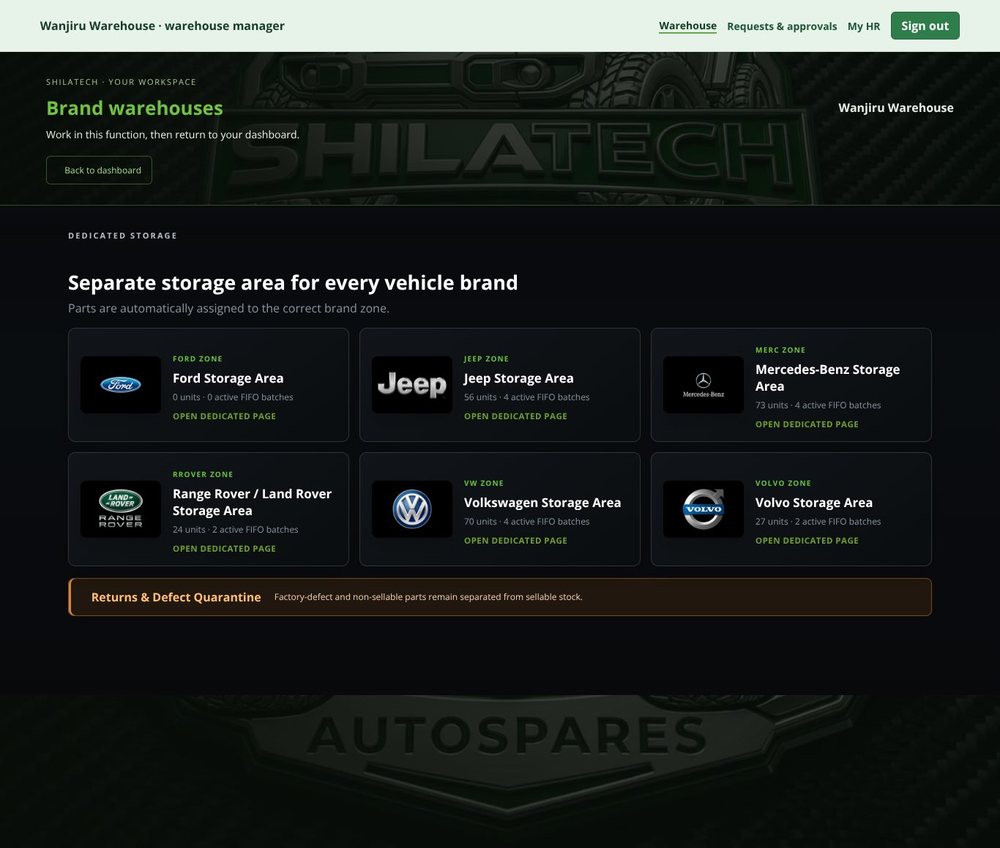 Wanjiru Warehouse · warehouse manager
Warehouse Requests & approvals My HR Sign out
SHILATECH · YOUR WORKSPACE
Brand warehouses
Wanjiru Warehouse
Work in this function, then return to your dashboard.
SHILATECH
Back to dashboard
DEDICATED STORAGE
Separate storage area for every vehicle brand
Parts are automatically assigned to the correct brand zone.
Ford
FORD ZONE
Ford Storage Area
0 units · 0 active FIFO batches
OPEN DEDICATED PAGE
Jeep
JEEP ZONE
Jeep Storage Area
56 units · 4 active FIFO batches
OPEN DEDICATED PAGE
Mercedes-Benz
MERC ZONE
Mercedes-Benz Storage
Area
73 units · 4 active FIFO batches
OPEN DEDICATED PAGE
LAND-
-ROVER
RANGE
ROVER
RROVER ZONE
Range Rover / Land Rover
Storage Area
24 units · 2 active FIFO batches
OPEN DEDICATED PAGE
VW ZONE
Volkswagen Storage Area
70 units · 4 active FIFO batches
OPEN DEDICATED PAGE
VOLVO
VOLVO ZONE
Volvo Storage Area
27 units · 2 active FIFO batches
OPEN DEDICATED PAGE
Returns & Defect Quarantine Factory-defect and non-sellable parts remain separated from sellable stock.
AUTOSPARES